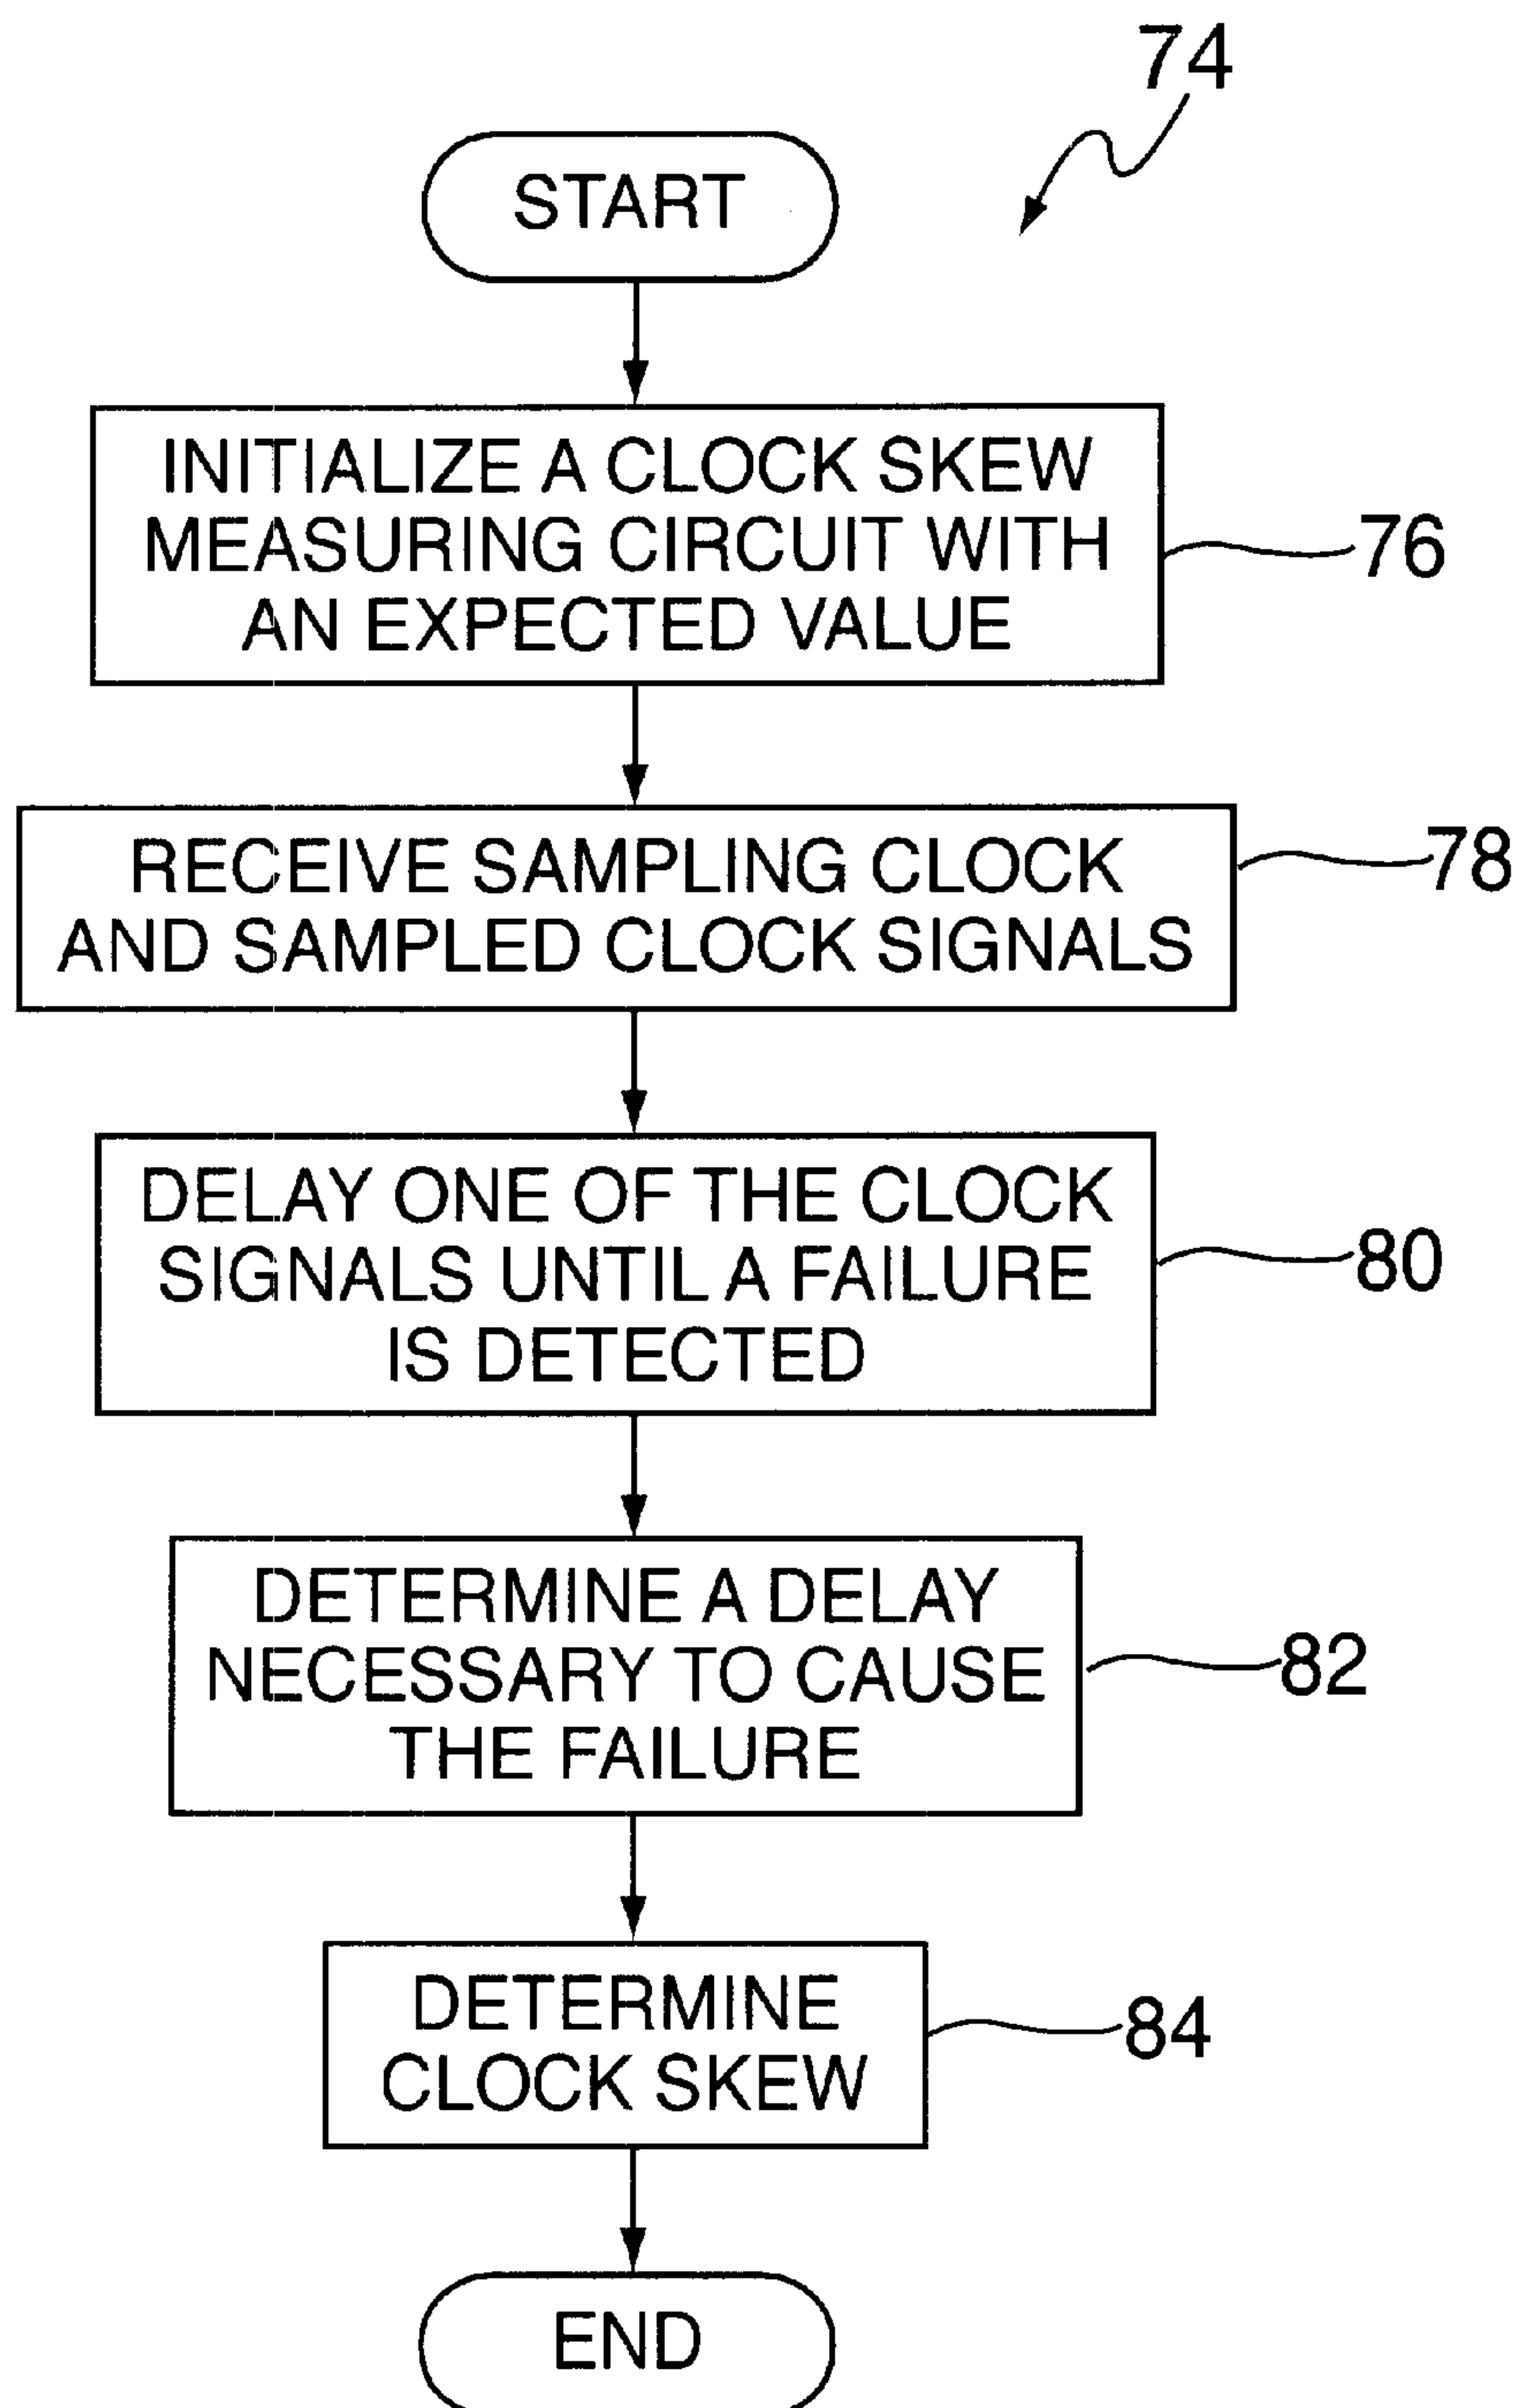 74
START
INITIALIZE A CLOCK SKEW
MEASURING CIRCUIT WITH
AN EXPECTED VALUE
76
RECEIVE SAMPLING CLOCK
AND SAMPLED CLOCK SIGNALS
78
DELAY ONE OF THE CLOCK
SIGNALS UNTIL A FAILURE
IS DETECTED
80
DETERMINE A DELAY
NECESSARY TO CAUSE
THE FAILURE
82
DETERMINE
CLOCK SKEW
84
END